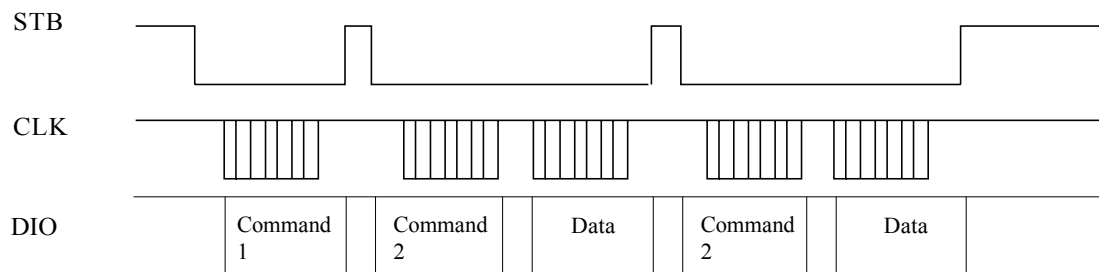 STB
CLK
DIO
Command
1
Command
2
Data
Command
2
Data